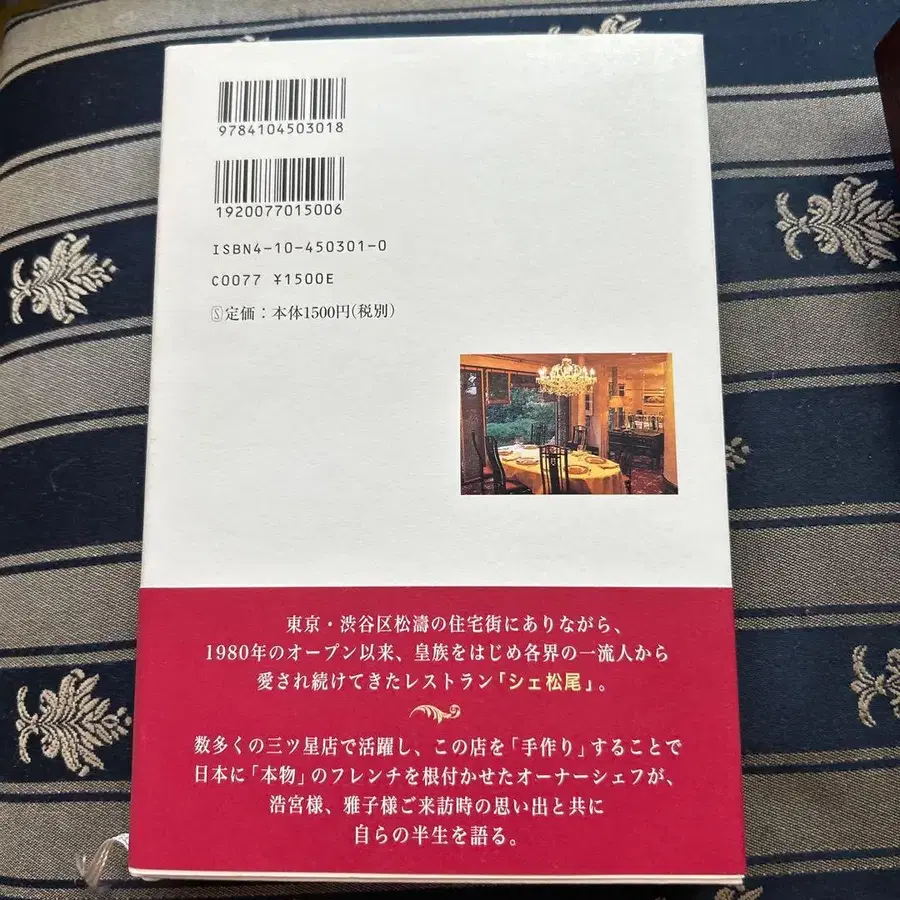 9784104503018
1920077015006
ISBN4-10-450301-0
C0077 ¥1500E
定価：本体1500円(税別)
東京・渋谷区松濤の住宅街にありながら、
1980年のオープン以来、皇族をはじめ各界の一流人から
愛され続けてきたレストラン「シェ松尾」。
数多くの三ツ星店で活躍し、この店を「手作り」することで
日本に「本物」のフレンチを根付かせたオーナーシェフが、
浩宮様、雅子様ご来訪時の思い出と共に
自らの半生を語る。